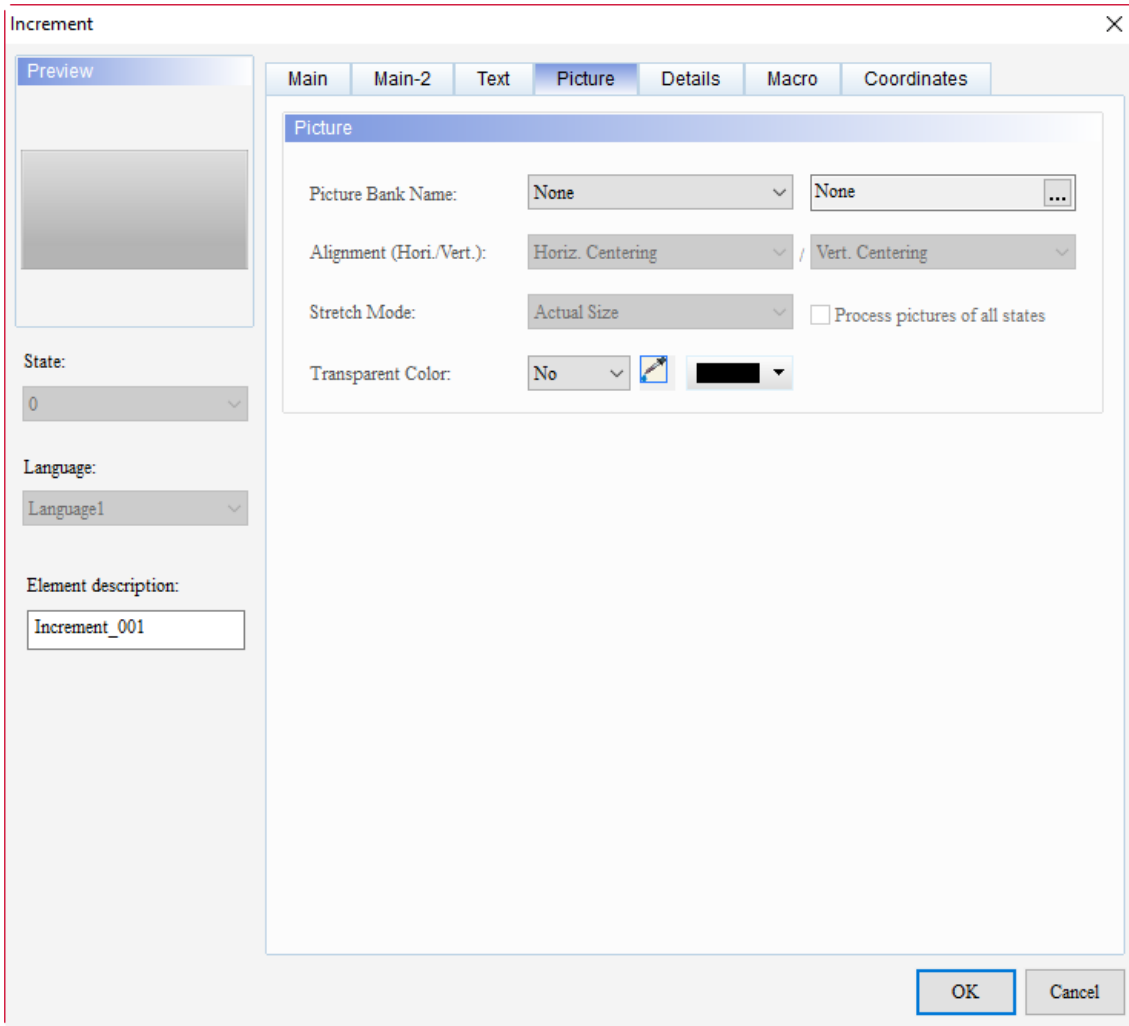 Increment
Preview
Main Main-2 Text Picture Details Macro Coordinates
Picture
Picture Bank Name: None None ...
Alignment (Hori./Vert.): Horiz. Centering / Vert. Centering
Stretch Mode: Actual Size Process pictures of all states
Transparent Color: No
State:
0
Language:
Language1
Element description:
Increment_001
OK Cancel